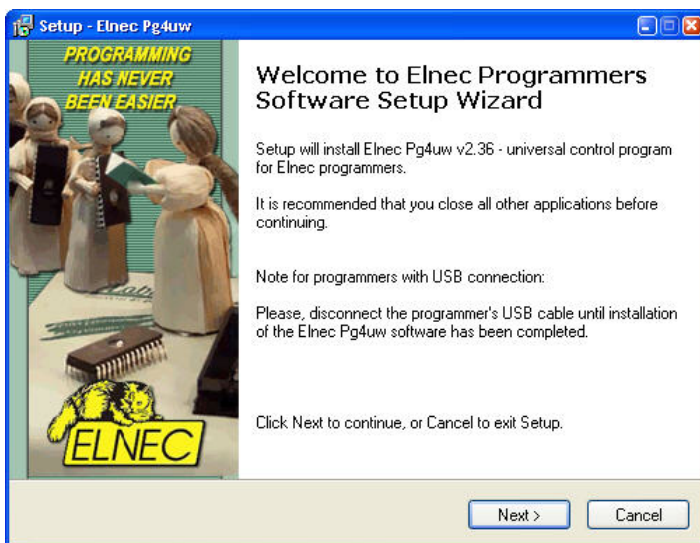 Setup - Elnec Pg4uw
PROGRAMMING
HAS NEVER
BEEN EASIER
Welcome to Elnec Programmers
Software Setup Wizard
Setup will install Elnec Pg4uw v2.36 - universal control program
for Elnec programmers.
It is recommended that you close all other applications before
continuing.
Note for programmers with USB connection:
Please, disconnect the programmer's USB cable until installation
of the Elnec Pg4uw software has been completed.
Click Next to continue, or Cancel to exit Setup.
ELNEC
Next >
Cancel